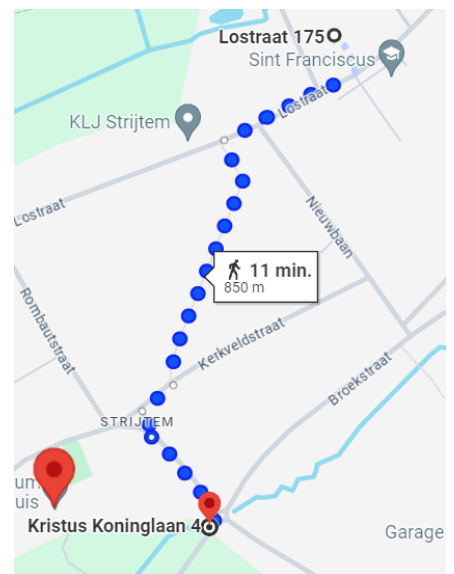 Lostraat 175
Sint Franciscus
Lostraat
KLJ Strijtem
Lostraat
Nieuwbaan
11 min.
850 m
Rombautstraat
Kerkveldstraat
Broekstraat
STRIJTEM
um
uis
Kristus Koninglaan 4
Garage